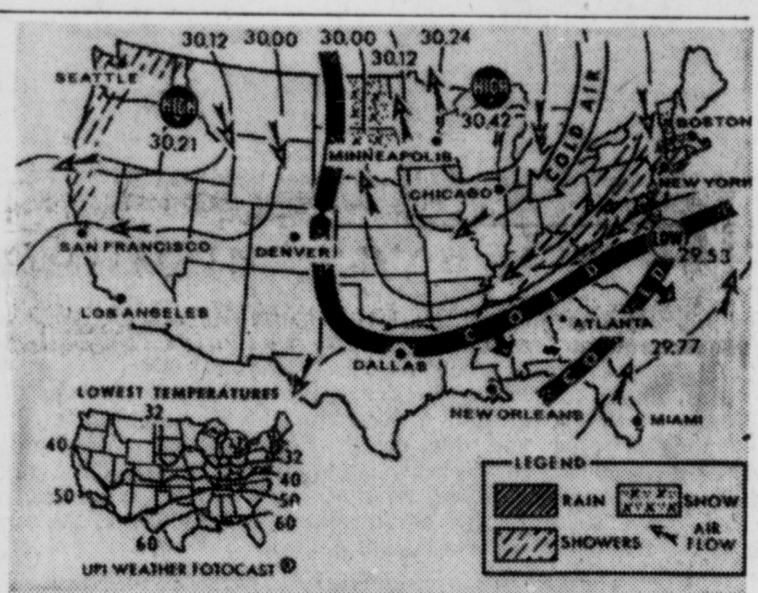 30.12 30.00 30.00 30.24
30.12
SEATTLE
HIGH
30.21
HIGH
30.42
COLD AIR
BOSTON
MINNEAPOLIS
CHICAGO
NEW YORK
SAN FRANCISCO
DENVER
LOW
29.53
LOS ANGELES
COLD
COLD
ATLANTA
29.77
DALLAS
NEW ORLEANS
MIAMI
LOWEST TEMPERATURES
32
40
32
50
40
50
60
60
UPI WEATHER FOTOCAST ®
LEGEND
RAIN
SNOW
SHOWERS
AIR
FLOW